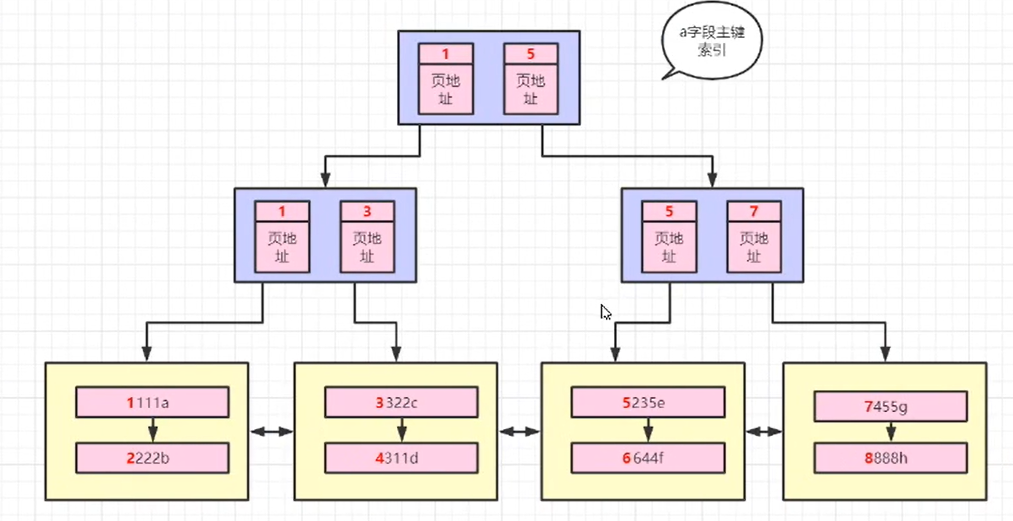 a字段主键
索引
1
5
页地
址
页地
址
1
3
页地
址
页地
址
5
7
页地
址
页地
址
1111a
2222b
3322c
4311d
5235e
6644f
7455g
8888h